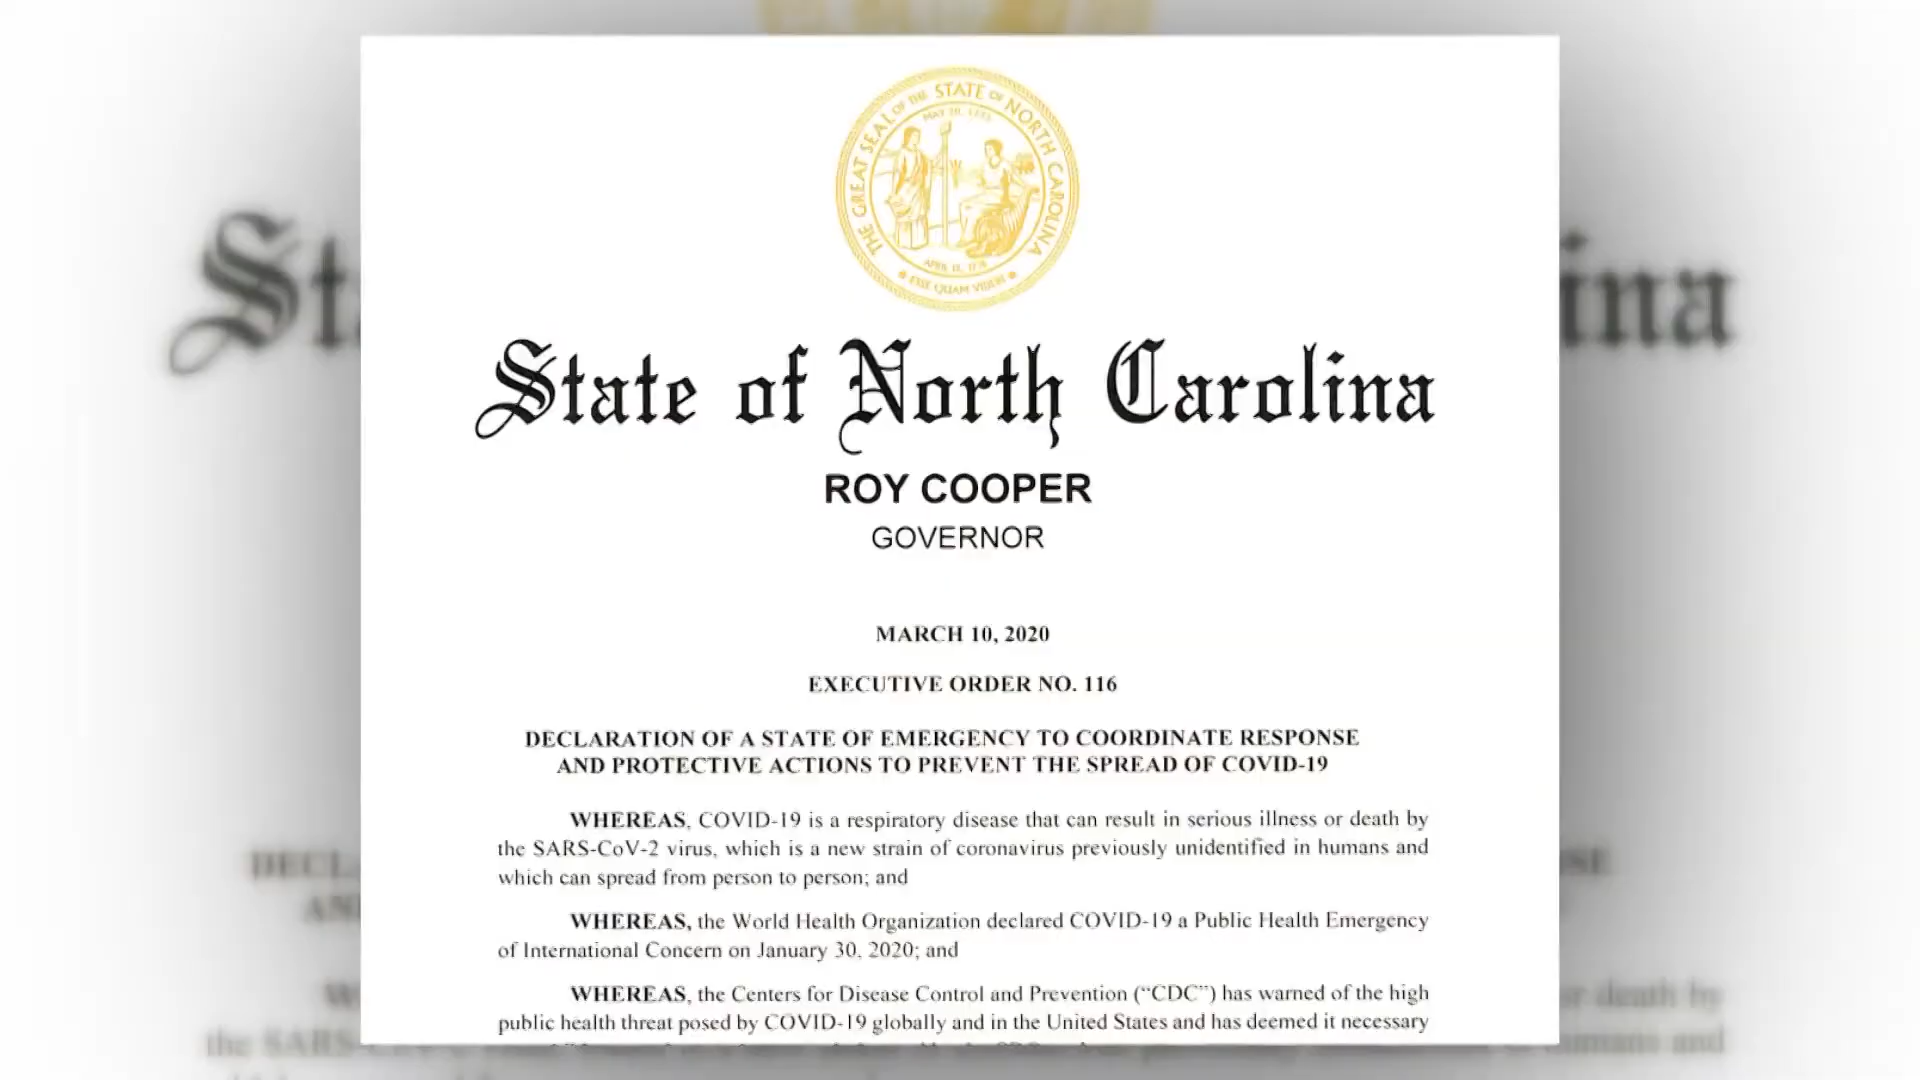 THE GREAT SEAL OF THE STATE OF NORTH CAROLINA
MAY 20, 1775
APRIL 12, 1776
ESSE QUAM VIDERI
State of North Carolina
ROY COOPER
GOVERNOR
MARCH 10, 2020
EXECUTIVE ORDER NO. 116
DECLARATION OF A STATE OF EMERGENCY TO COORDINATE RESPONSE
AND PROTECTIVE ACTIONS TO PREVENT THE SPREAD OF COVID-19
WHEREAS, COVID-19 is a respiratory disease that can result in serious illness or death by
the SARS-CoV-2 virus, which is a new strain of coronavirus previously unidentified in humans and
which can spread from person to person; and
WHEREAS, the World Health Organization declared COVID-19 a Public Health Emergency
of International Concern on January 30, 2020; and
WHEREAS, the Centers for Disease Control and Prevention (“CDC”) has warned of the high
public health threat posed by COVID-19 globally and in the United States and has deemed it necessary